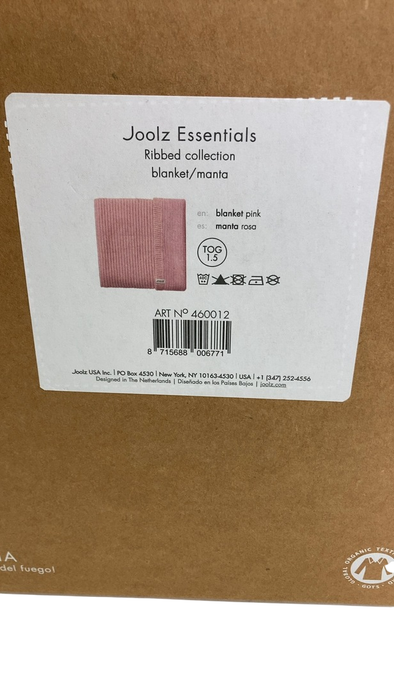 Joolz Essentials
Ribbed collection
blanket/manta
en: blanket pink
es: manta rosa
TOG
1.5
ART Nº 460012
8 715688 006771
Joolz USA Inc. | PO Box 4530 | New York, NY 10163-4530 | USA | +1 (347) 252-4556
Designed in The Netherlands | Diseñado en los Países Bajos | joolz.com
del fuego!
GLOBAL ORGANIC TEXTI
GOTS